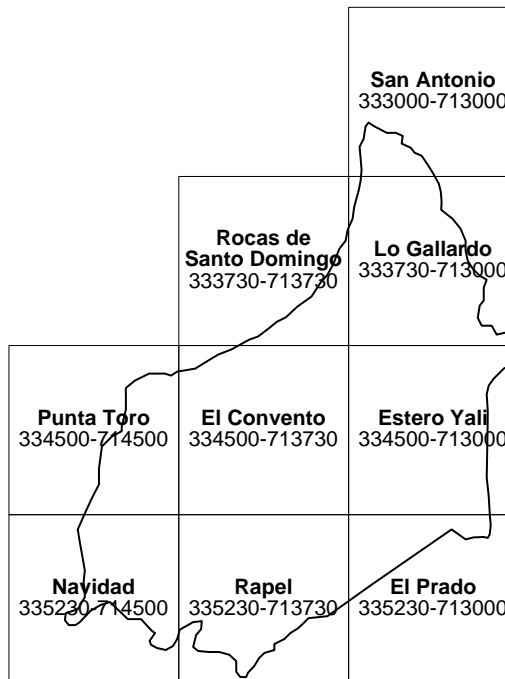 San Antonio
333000-713000
Rocas de
Santo Domingo
333730-713730
Lo Gallardo
333730-713000
Punta Toro
334500-714500
El Convento
334500-713730
Estero Yali
334500-713000
Navidad
335230-714500
Rapel
335230-713730
El Prado
335230-713000